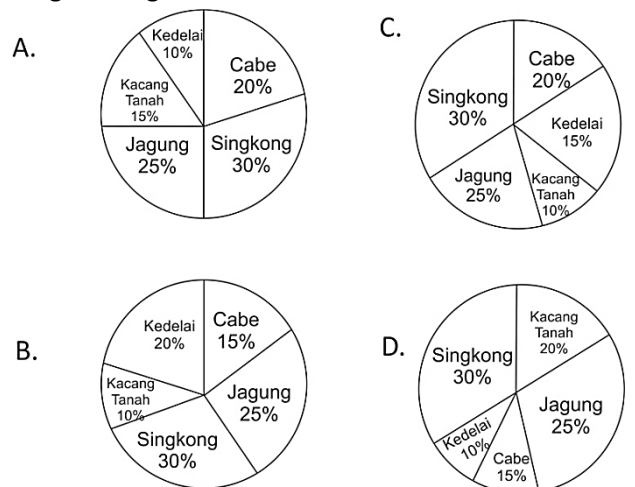 A.
Kedelai
10%
Cabe
20%
Kacang
Tanah
15%
Jagung
25%
Singkong
30%
C.
Cabe
20%
Singkong
30%
Kedelai
15%
Jagung
25%
Kacang
Tanah
10%
B.
Kedelai
20%
Cabe
15%
Kacang
Tanah
10%
Jagung
25%
Singkong
30%
D.
Kacang
Tanah
20%
Singkong
30%
Jagung
25%
Kedelai
10%
Cabe
15%